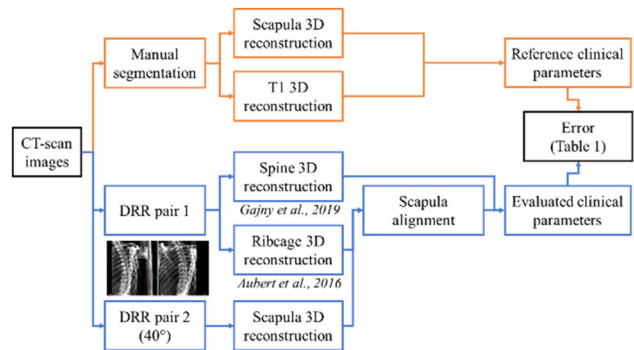 Scapula 3D
reconstruction
Manual
segmentation
T1 3D
reconstruction
Reference clinical
parameters
CT-scan
images
Error
(Table 1)
Spine 3D
reconstruction
Gajny et al., 2019
DRR pair 1
Ribcage 3D
reconstruction
Aubert et al., 2016
Scapula
alignment
Evaluated clinical
parameters
DRR pair 2
(40°)
Scapula 3D
reconstruction